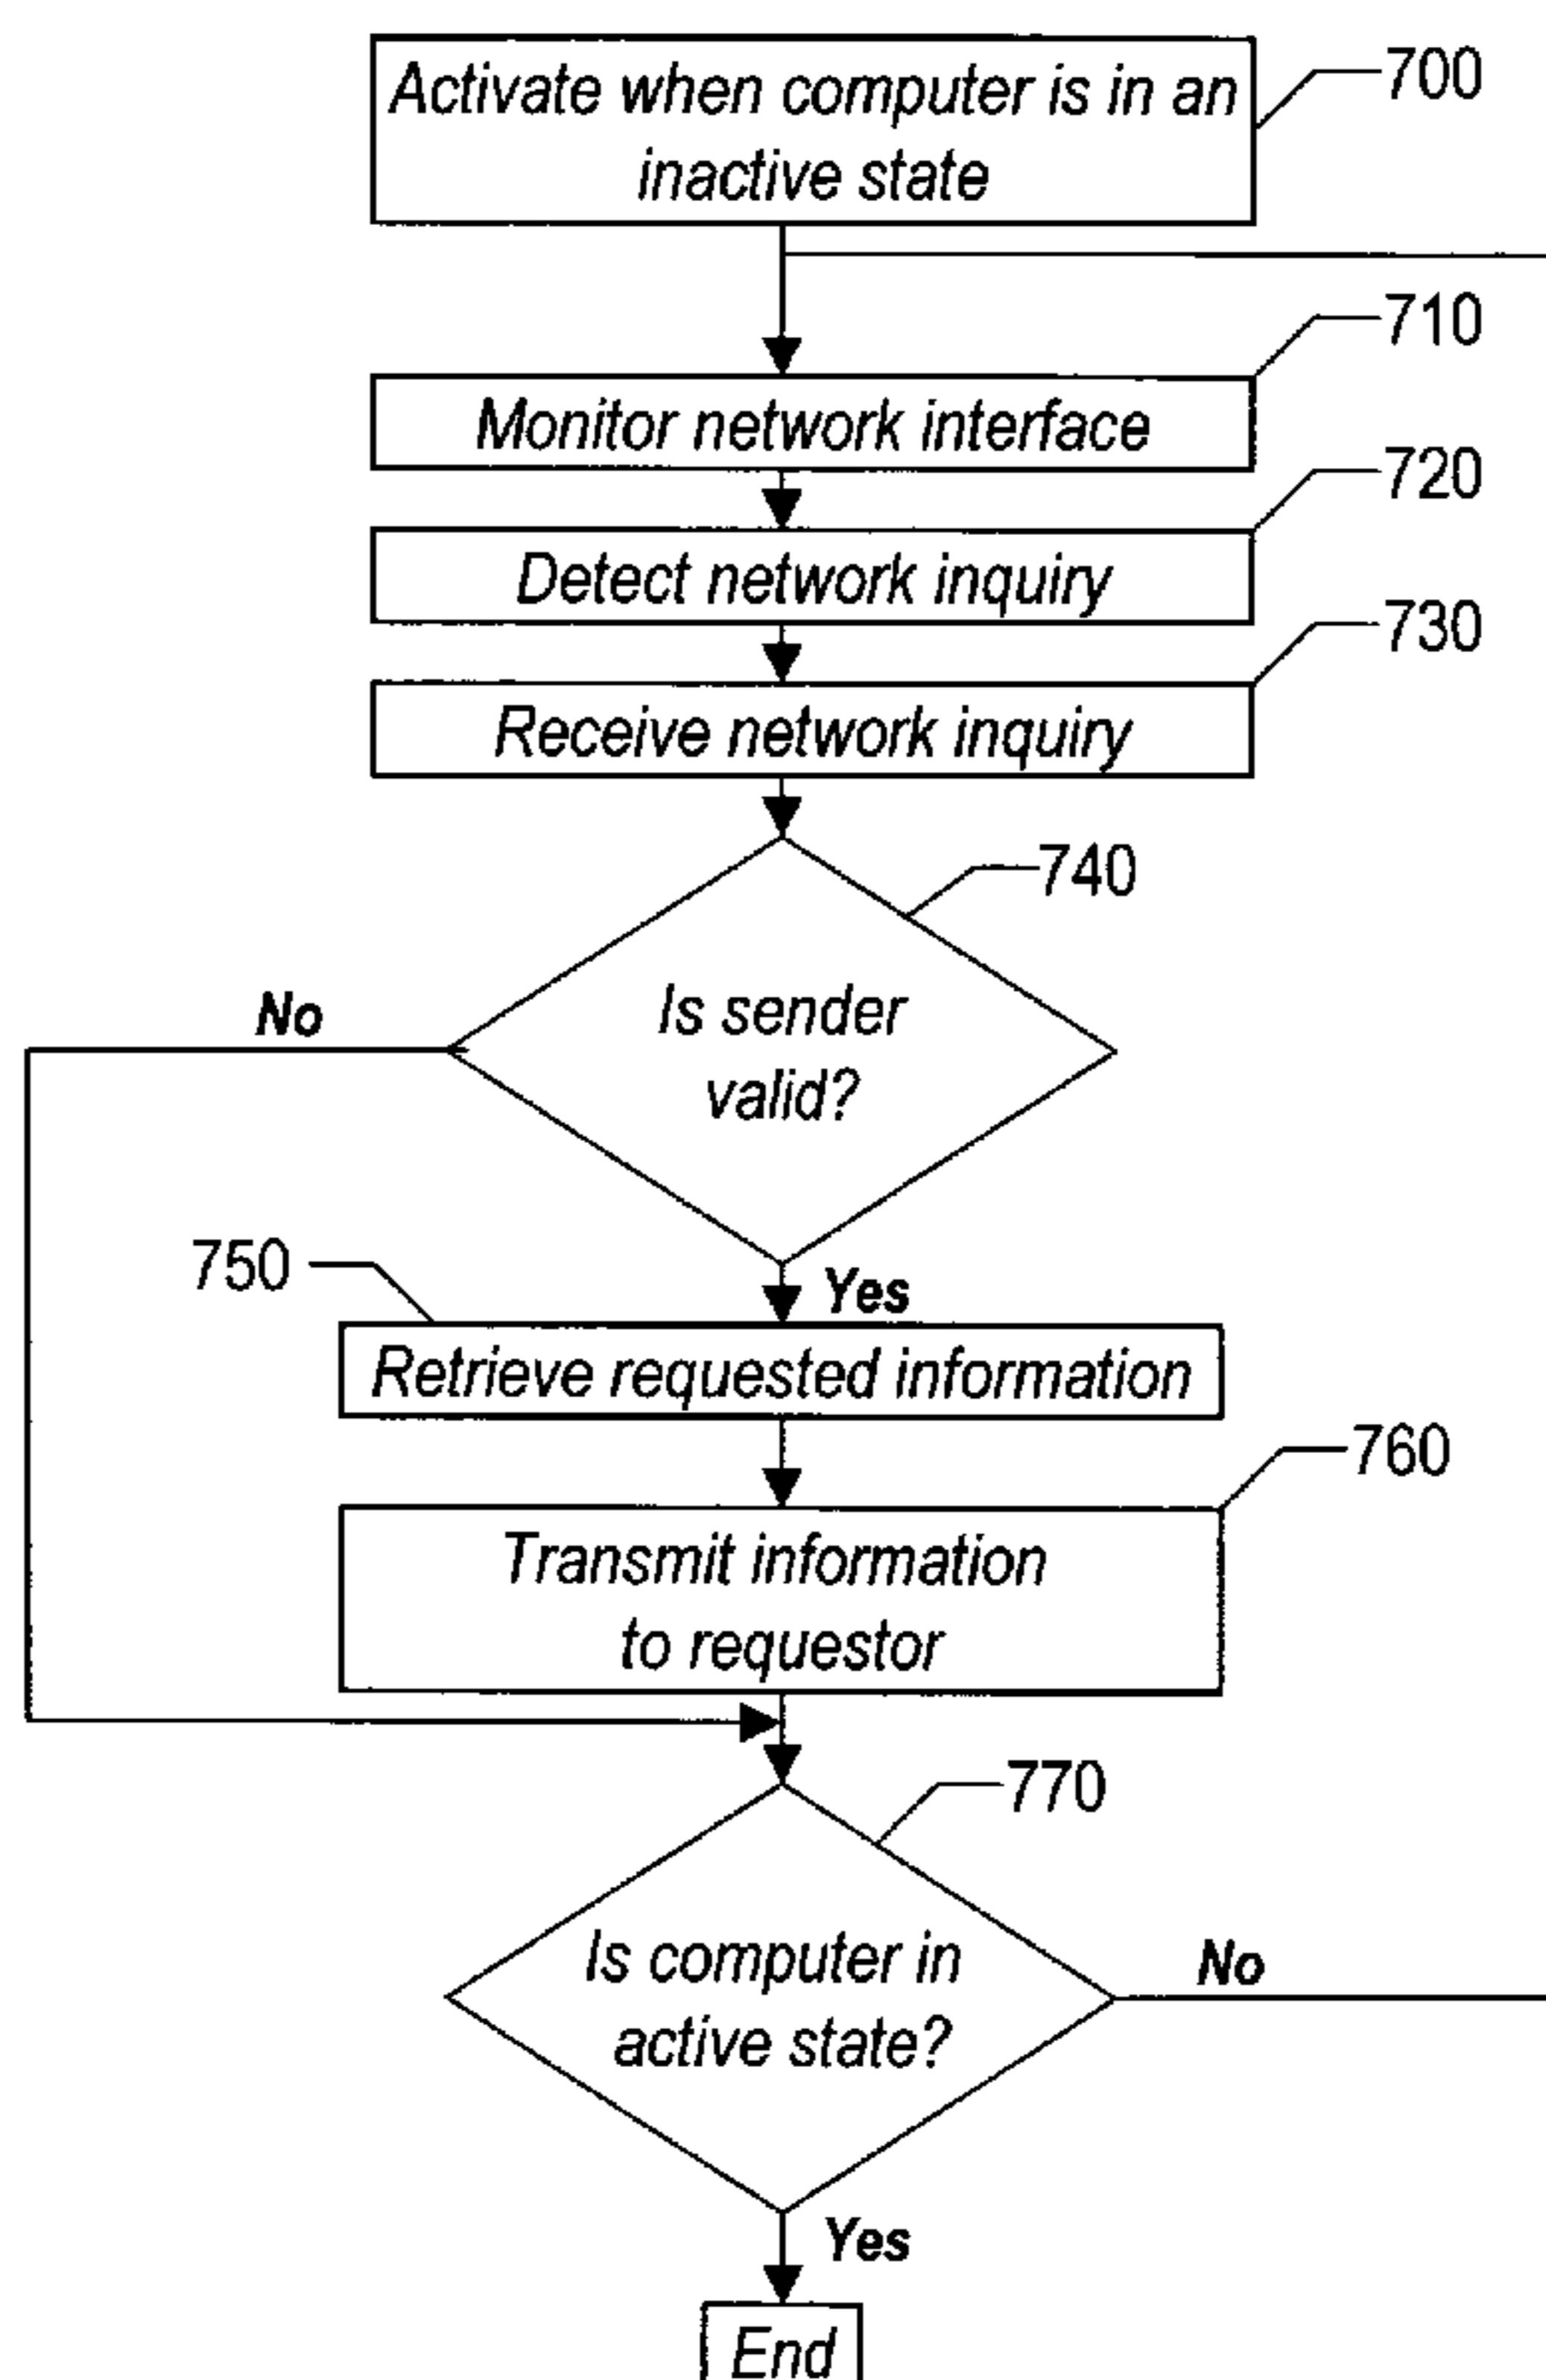 Activate when computer is in an
inactive state
700
710
Monitor network interface
720
Detect network inquiry
730
Receive network inquiry
740
Is sender
valid?
No
Yes
750
Retrieve requested information
760
Transmit information
to requestor
770
Is computer in
active state?
No
Yes
End